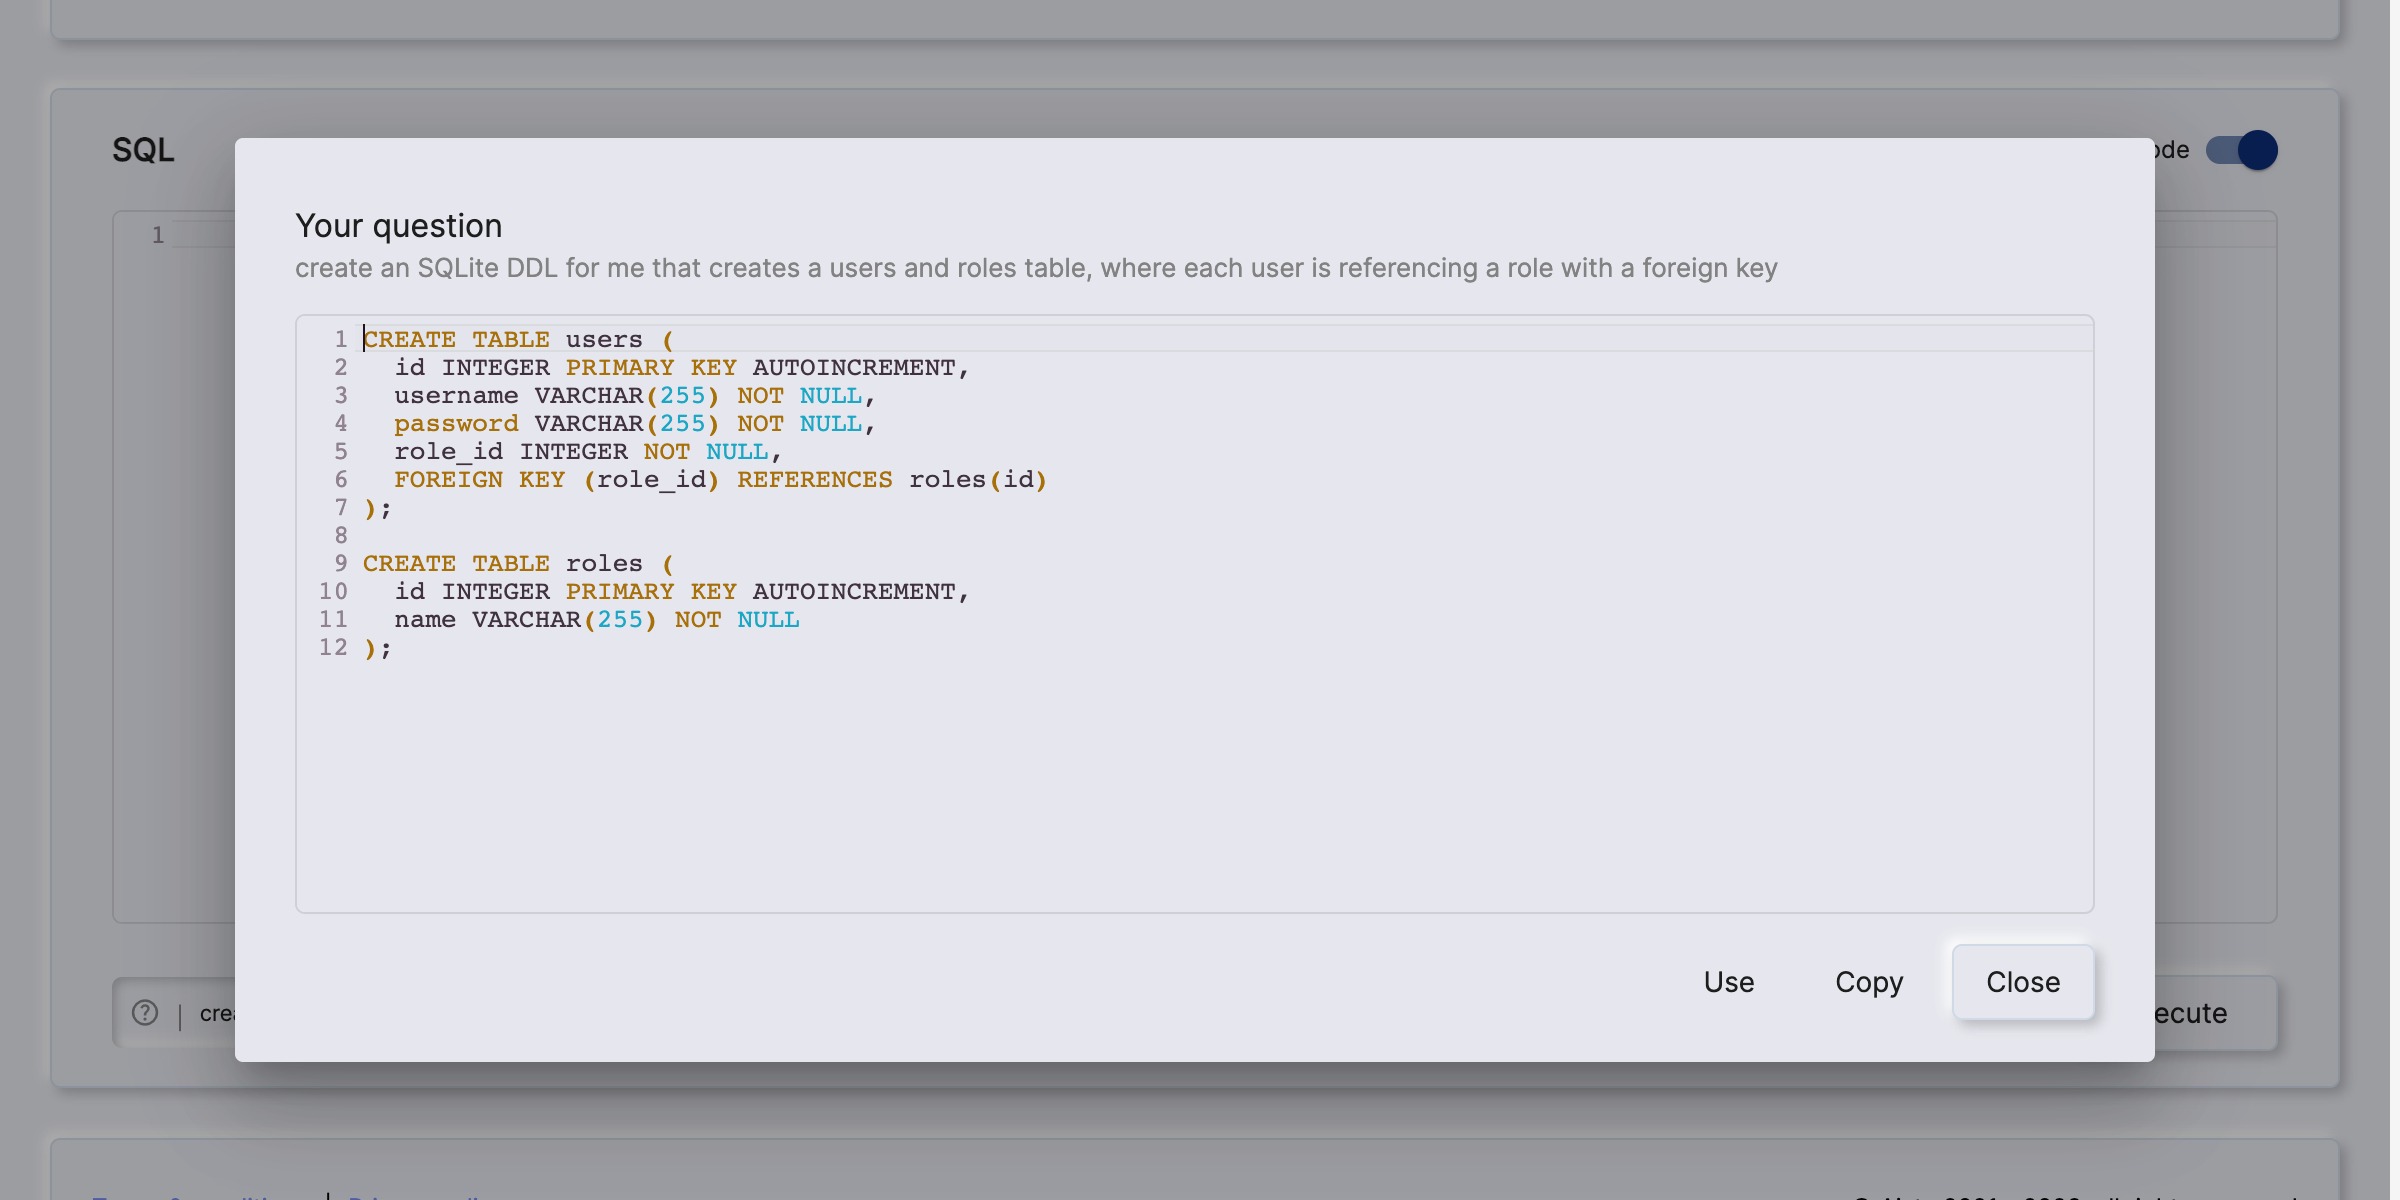 SQL
ode
1
Your question
create an SQLite DDL for me that creates a users and roles table, where each user is referencing a role with a foreign key
1 CREATE TABLE users (
2 id INTEGER PRIMARY KEY AUTOINCREMENT,
3 username VARCHAR(255) NOT NULL,
4 password VARCHAR(255) NOT NULL,
5 role_id INTEGER NOT NULL,
6 FOREIGN KEY (role_id) REFERENCES roles(id)
7 );
8
9 CREATE TABLE roles (
10 id INTEGER PRIMARY KEY AUTOINCREMENT,
11 name VARCHAR(255) NOT NULL
12 );
Use Copy Close
| crea
ecute